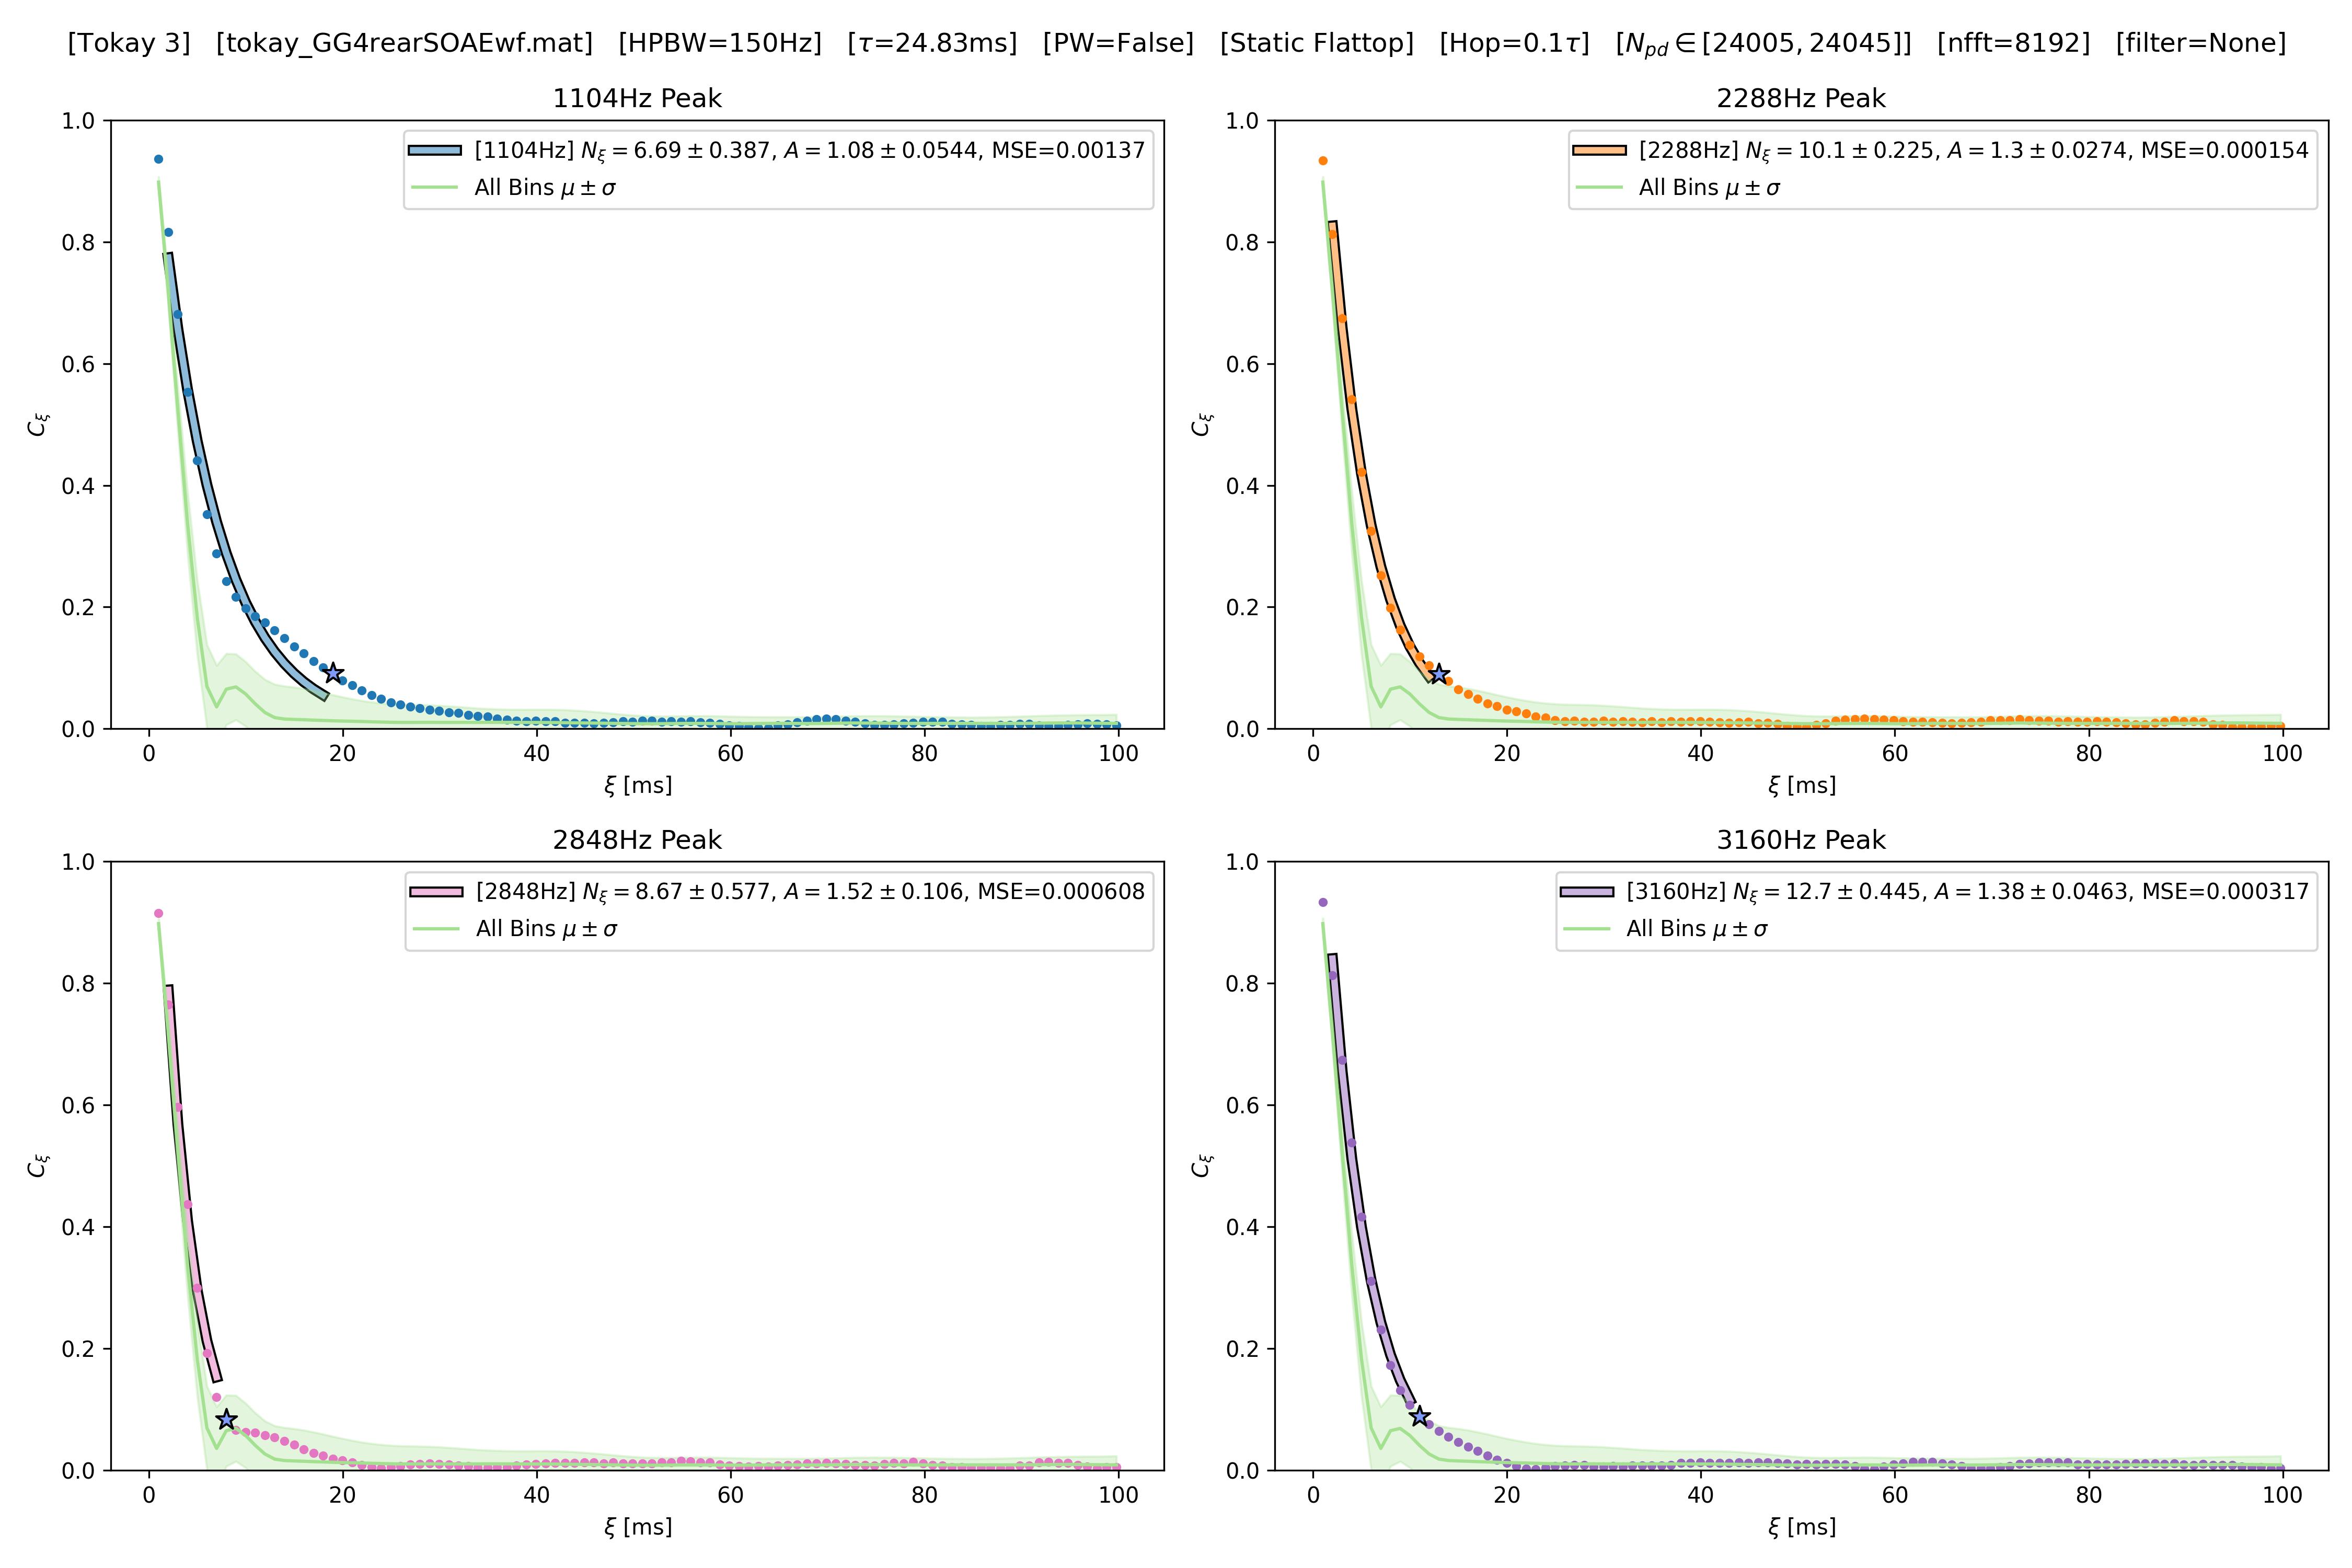 [Tokay 3] [tokay_GG4rearSOAEwf.mat] [HPBW=150Hz] [τ=24.83ms] [PW=False] [Static Flattop] [Hop=0.1τ] [N_pd ∈ [24005, 24045]] [nfft=8192] [filter=None]
1104Hz Peak
[1104Hz] N_ξ = 6.69 ± 0.387, A = 1.08 ± 0.0544, MSE=0.00137
All Bins μ ± σ
1.0
0.8
0.6
0.4
0.2
0.0
C_ξ
0 20 40 60 80 100
ξ [ms]
2288Hz Peak
[2288Hz] N_ξ = 10.1 ± 0.225, A = 1.3 ± 0.0274, MSE=0.000154
All Bins μ ± σ
1.0
0.8
0.6
0.4
0.2
0.0
C_ξ
0 20 40 60 80 100
ξ [ms]
2848Hz Peak
[2848Hz] N_ξ = 8.67 ± 0.577, A = 1.52 ± 0.106, MSE=0.000608
All Bins μ ± σ
1.0
0.8
0.6
0.4
0.2
0.0
C_ξ
0 20 40 60 80 100
ξ [ms]
3160Hz Peak
[3160Hz] N_ξ = 12.7 ± 0.445, A = 1.38 ± 0.0463, MSE=0.000317
All Bins μ ± σ
1.0
0.8
0.6
0.4
0.2
0.0
C_ξ
0 20 40 60 80 100
ξ [ms]